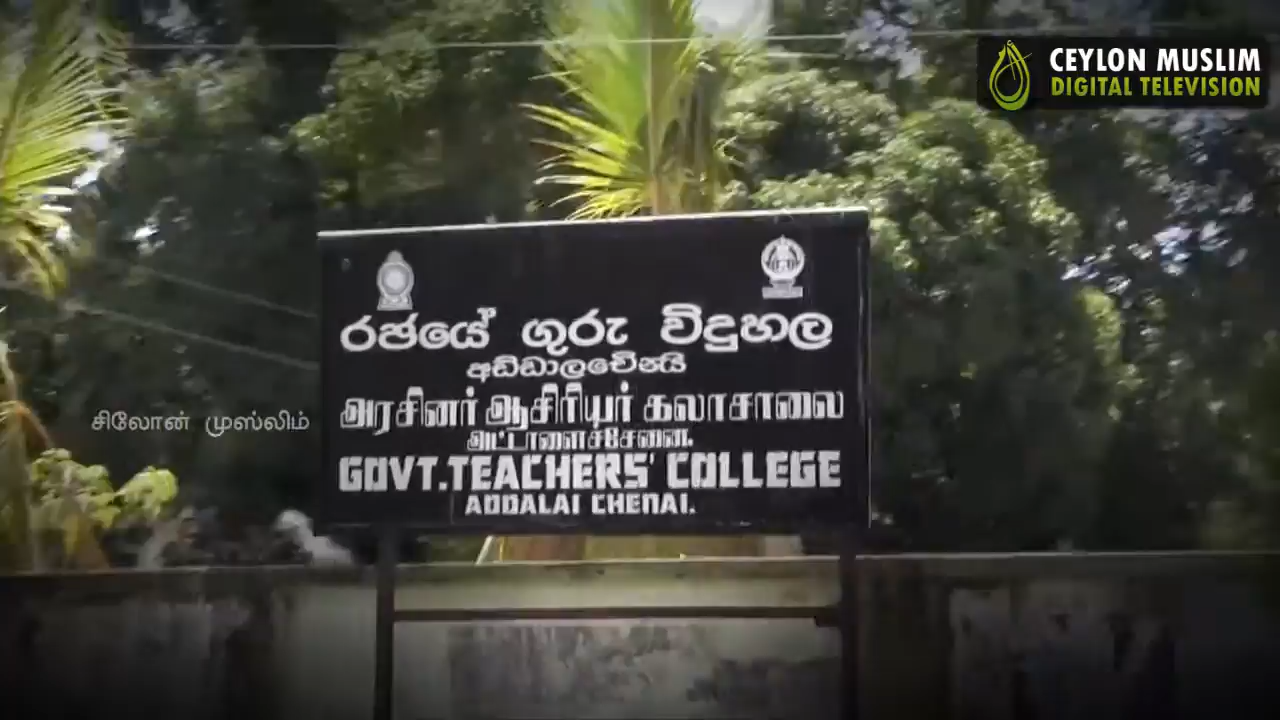 CEYLON MUSLIM
DIGITAL TELEVISION
රජයේ ගුරු විදුහල
අඩ්ඩාලච්චේනයි
அரசினர் ஆசிரியர் கலாசாலை
அட்டாளைச்சேனை.
GOVT.TEACHERS' COLLEGE
ADDALAI CHENAI.
சிலோன் முஸ்லிம்